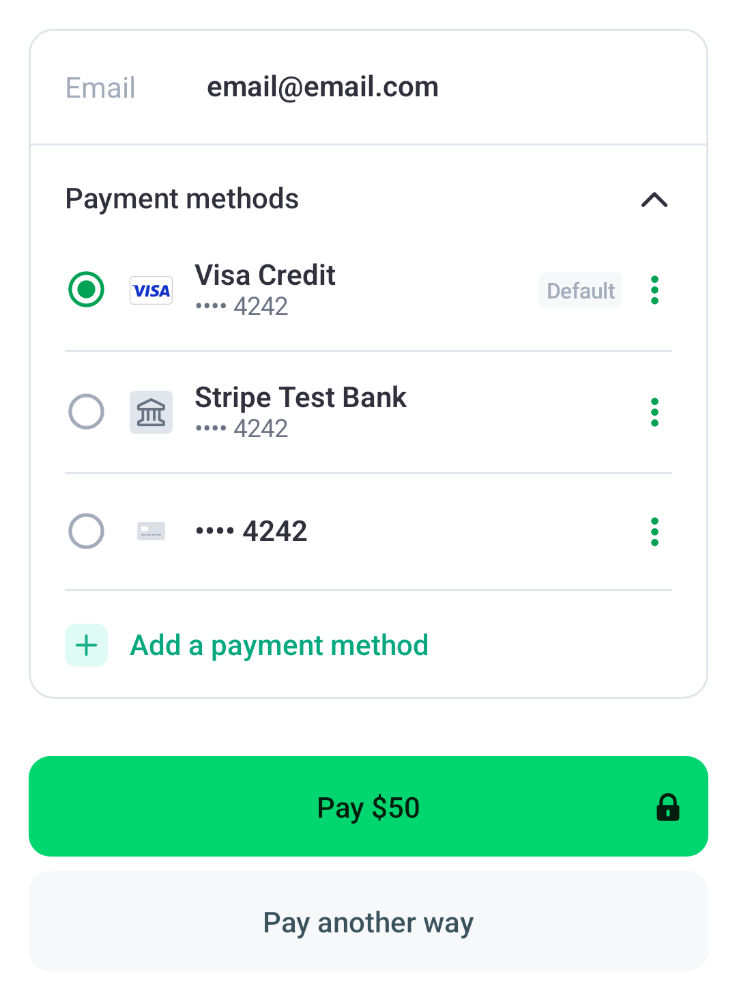 Email email@email.com
Payment methods
VISA Visa Credit
•••• 4242
Default
Stripe Test Bank
•••• 4242
•••• 4242
Add a payment method
Pay $50
Pay another way